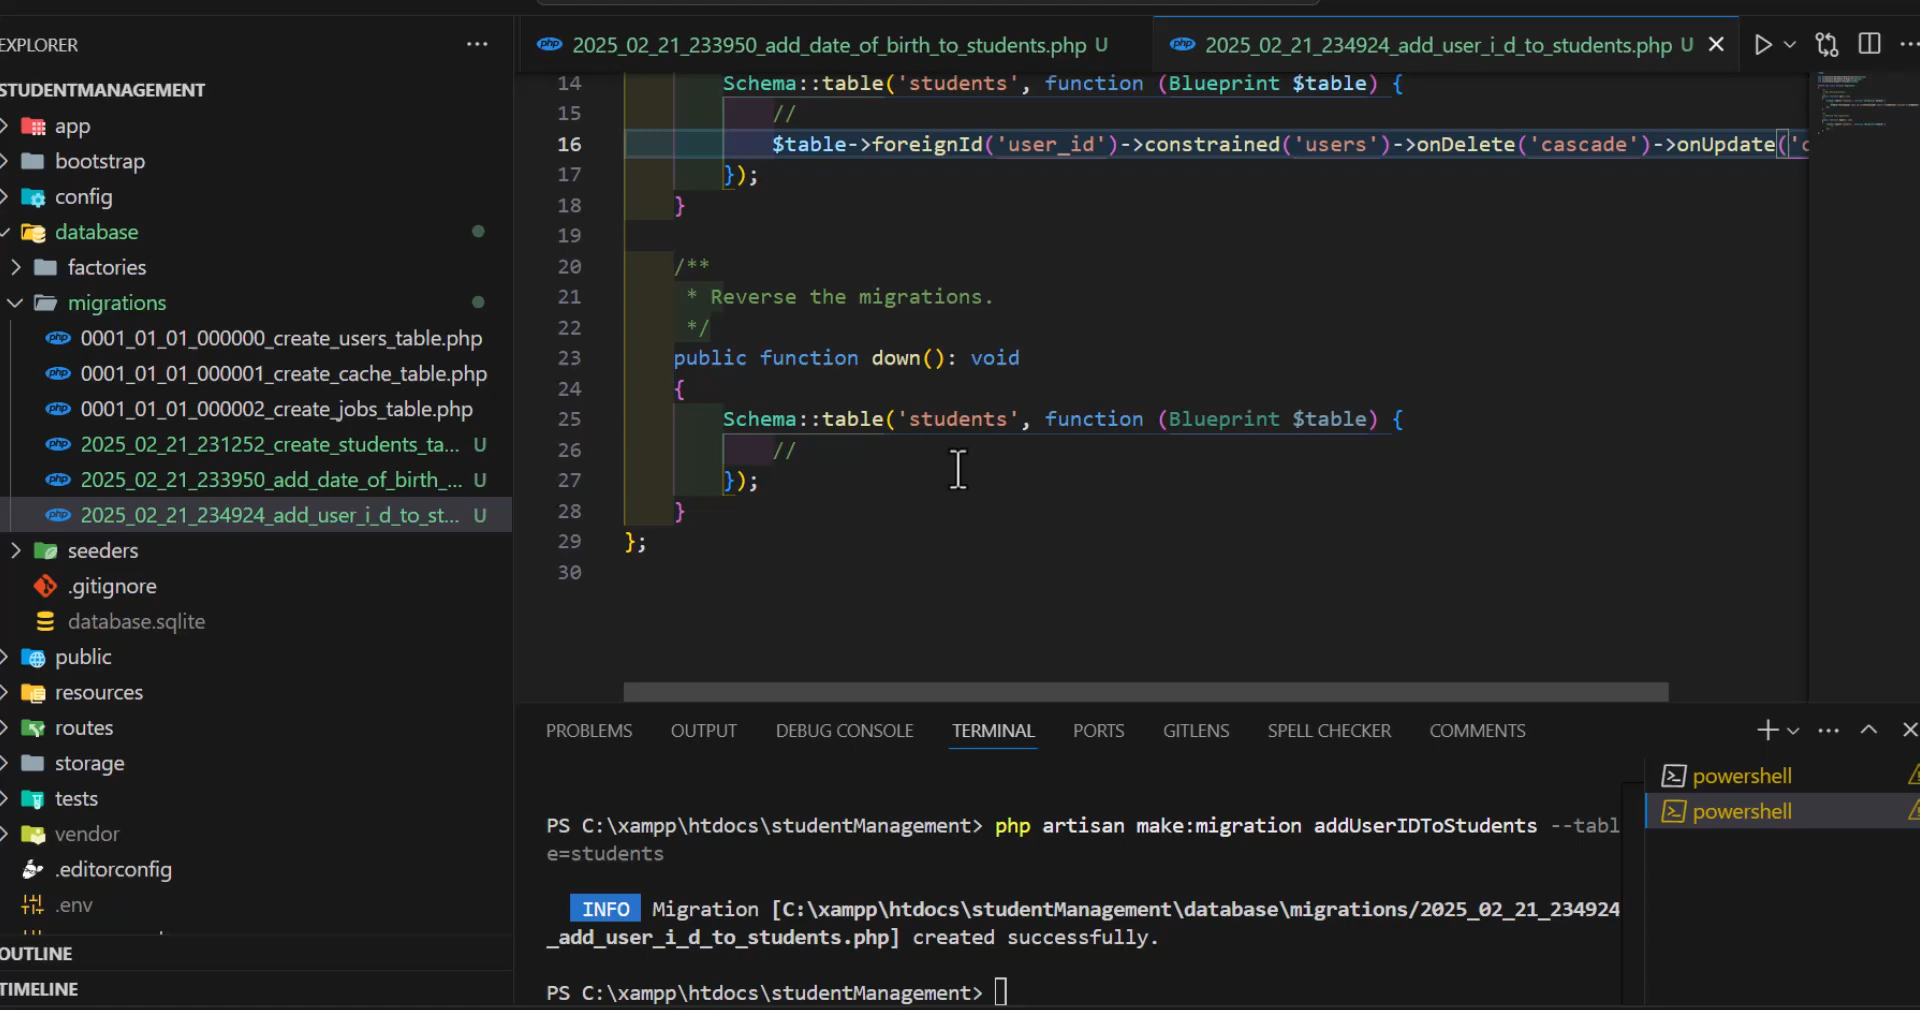 EXPLORER
STUDENTMANAGEMENT
app
bootstrap
config
database
factories
migrations
0001_01_01_000000_create_users_table.php
0001_01_01_000001_create_cache_table.php
0001_01_01_000002_create_jobs_table.php
2025_02_21_231252_create_students_ta... U
2025_02_21_233950_add_date_of_birth_... U
2025_02_21_234924_add_user_i_d_to_st... U
seeders
.gitignore
database.sqlite
public
resources
routes
storage
tests
vendor
.editorconfig
.env
OUTLINE
TIMELINE
2025_02_21_233950_add_date_of_birth_to_students.php U
2025_02_21_234924_add_user_i_d_to_students.php U
14 Schema::table('students', function (Blueprint $table) {
15 //
16 $table->foreignId('user_id')->constrained('users')->onDelete('cascade')->onUpdate('c
17 });
18 }
19
20 /**
21 * Reverse the migrations.
22 */
23 public function down(): void
24 {
25 Schema::table('students', function (Blueprint $table) {
26 //
27 });
28 }
29 };
30
PROBLEMS OUTPUT DEBUG CONSOLE TERMINAL PORTS GITLENS SPELL CHECKER COMMENTS
PS C:\xampp\htdocs\studentManagement> php artisan make:migration addUserIDToStudents --tabl
e=students
INFO Migration [C:\xampp\htdocs\studentManagement\database\migrations/2025_02_21_234924
_add_user_i_d_to_students.php] created successfully.
PS C:\xampp\htdocs\studentManagement>
powershell
powershell